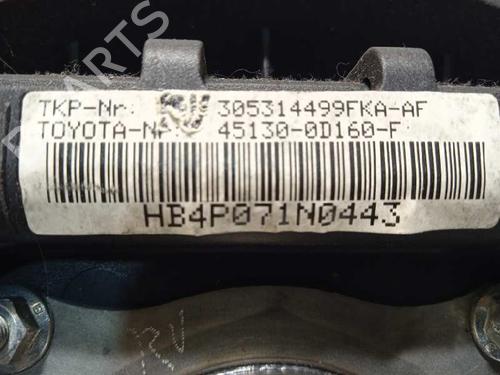 TKP-Nr: 305314499FKA-AF
TOYOTA-Nr: 45130-0D160-F
HB4P071N0443